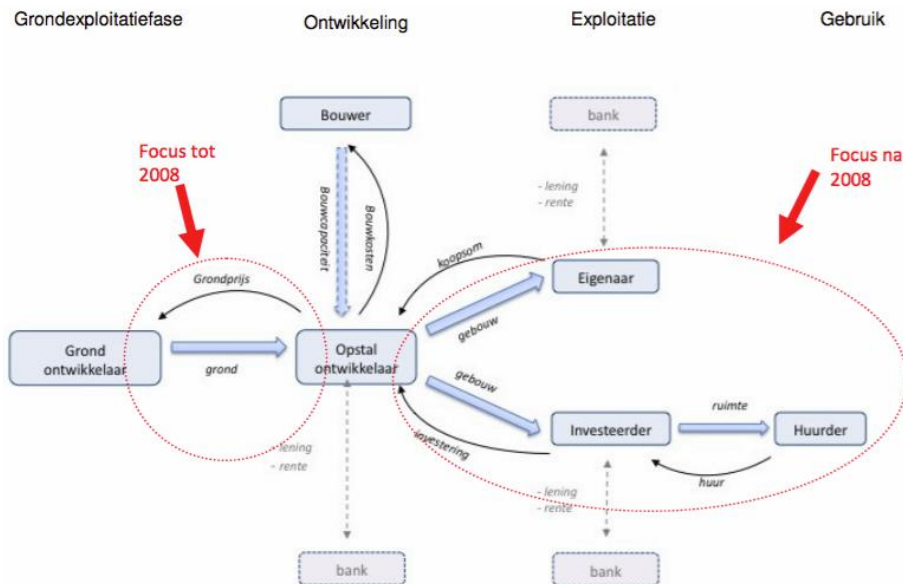 Grondexploitatiefase
Ontwikkeling
Exploitatie
Gebruik
Bouwer
bank
Focus tot
2008
Focus na
2008
- lening
- rente
Bouwcapaciteit
Bouwkosten
koopsom
Eigenaar
Grondprijs
gebouw
Grond
ontwikkelaar
grond
Opstal
ontwikkelaar
gebouw
investering
Investeerder
ruimte
Huurder
huur
- lening
- rente
- lening
- rente
bank
bank